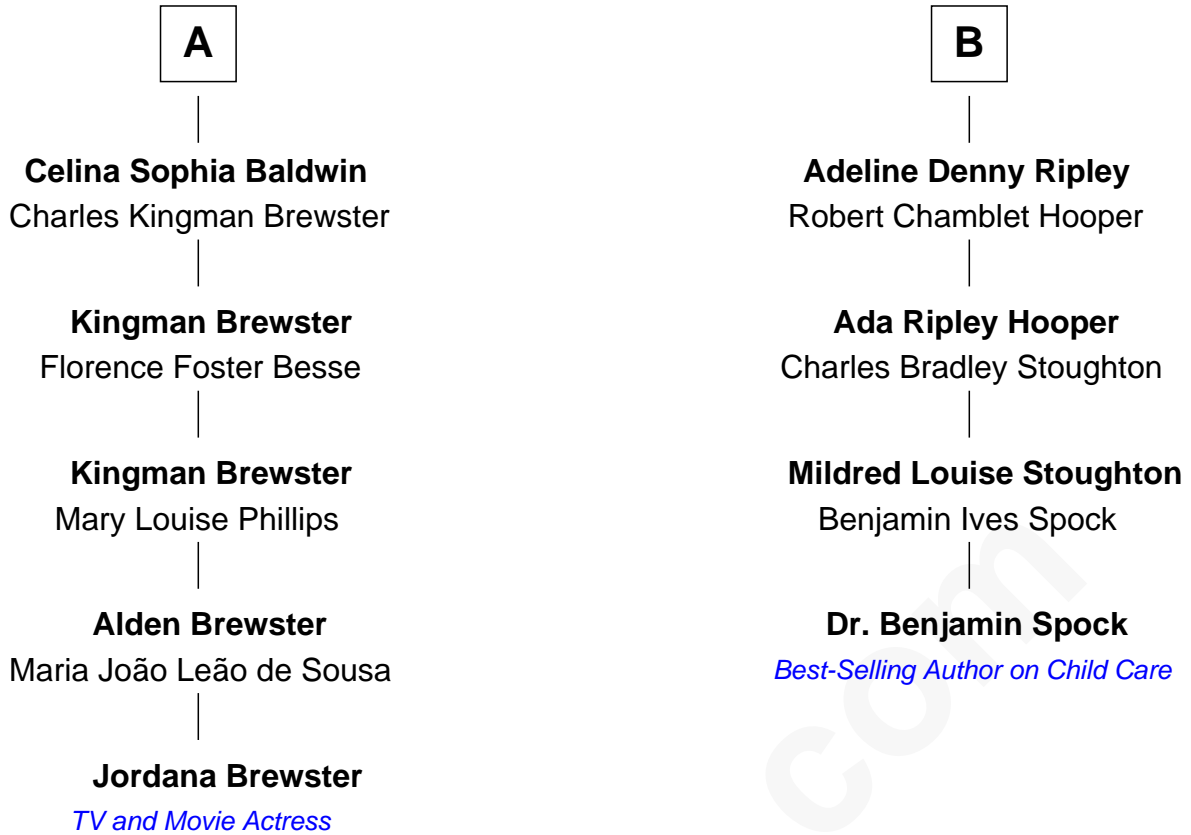 A
Celina Sophia Baldwin
Charles Kingman Brewster
Kingman Brewster
Florence Foster Besse
Kingman Brewster
Mary Louise Phillips
Alden Brewster
Maria João Leão de Sousa
Jordana Brewster
TV and Movie Actress
B
Adeline Denny Ripley
Robert Chamblet Hooper
Ada Ripley Hooper
Charles Bradley Stoughton
Mildred Louise Stoughton
Benjamin Ives Spock
Dr. Benjamin Spock
Best-Selling Author on Child Care
com